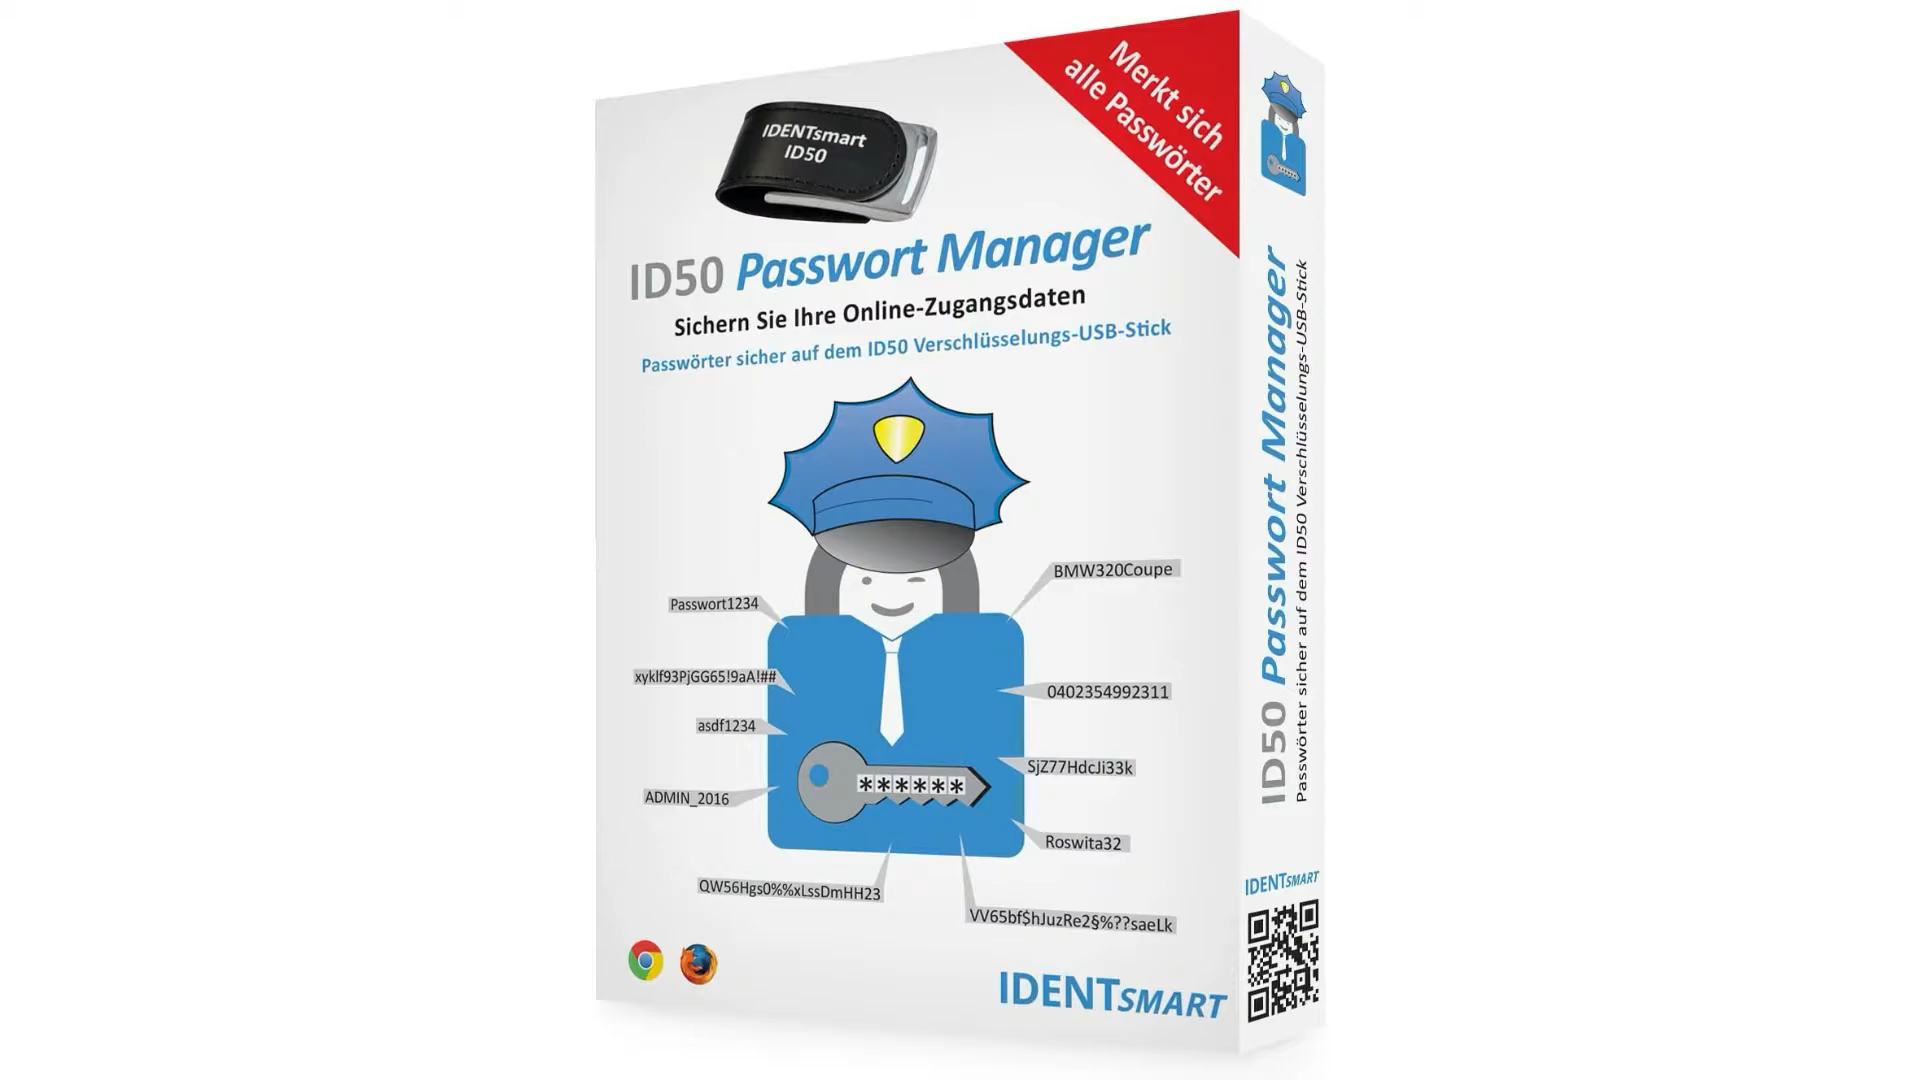 Merkt sich
alle Passwörter
IDENTsmart
ID50
ID50 Passwort Manager
Sichern Sie Ihre Online-Zugangsdaten
Passwörter sicher auf dem ID50 Verschlüsselungs-USB-Stick
BMW320Coupe
Passwort1234
xyklf93PjGG65!9aA!##
0402354992311
asdf1234
SjZ77HdcJi33k
******
ADMIN_2016
Roswita32
QW56Hgs0%%xLssDmHH23
VV65bf$hJuzRe2§%??saeLk
IDENTSMART
ID50 Passwort Manager
Passwörter sicher auf dem ID50 Verschlüsselungs-USB-Stick
IDENTSMART